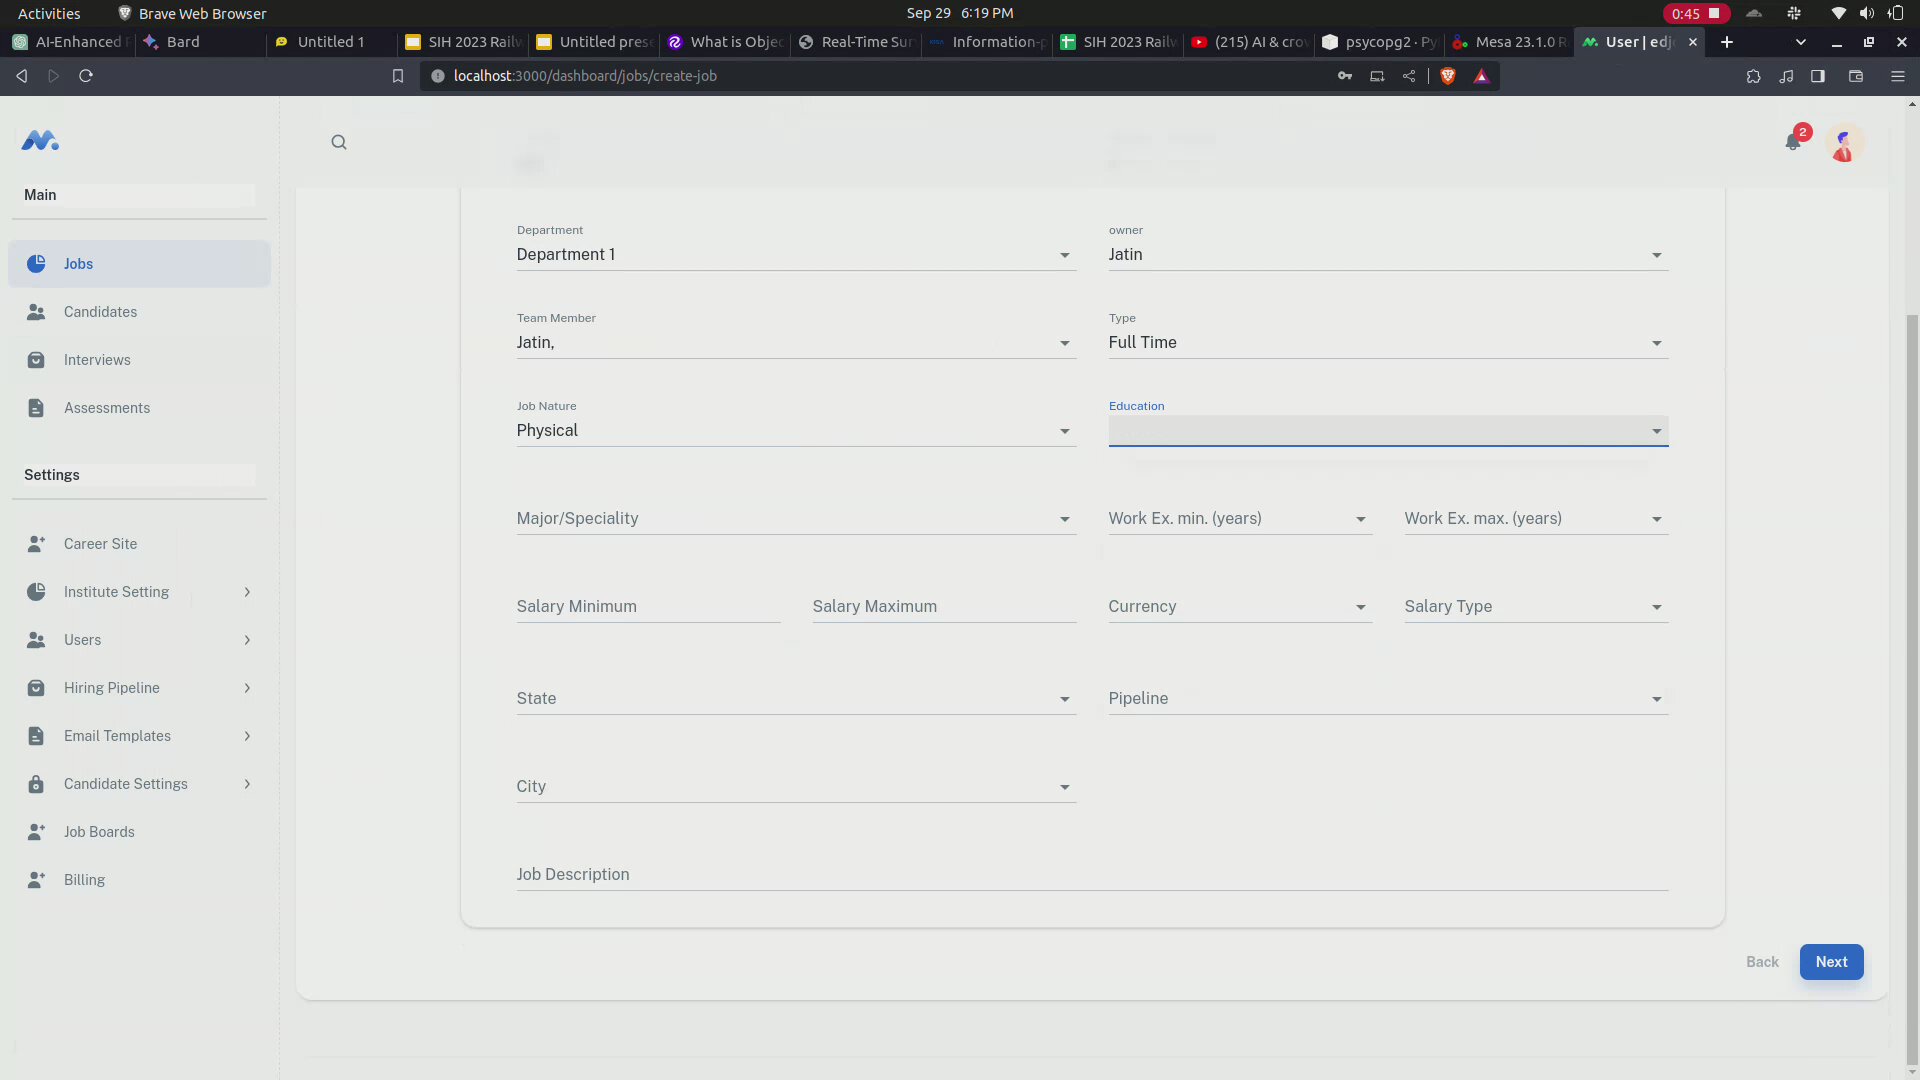 Activities Brave Web Browser Sep 29 6:19 PM 0:45
AI-Enhanced Bard Untitled 1 SIH 2023 Railw Untitled prese What is Objec Real-Time Sur Information-p SIH 2023 Railw (215) AI & crow psycopg2 · Py Mesa 23.1.0 R User | edj
localhost:3000/dashboard/jobs/create-job
2
Main
Jobs
Candidates
Interviews
Assessments
Settings
Career Site
Institute Setting
Users
Hiring Pipeline
Email Templates
Candidate Settings
Job Boards
Billing
Department owner
Department 1 Jatin
Team Member Type
Jatin, Full Time
Job Nature Education
Physical
Major/Speciality Work Ex. min. (years) Work Ex. max. (years)
Salary Minimum Salary Maximum Currency Salary Type
State Pipeline
City
Job Description
Back Next